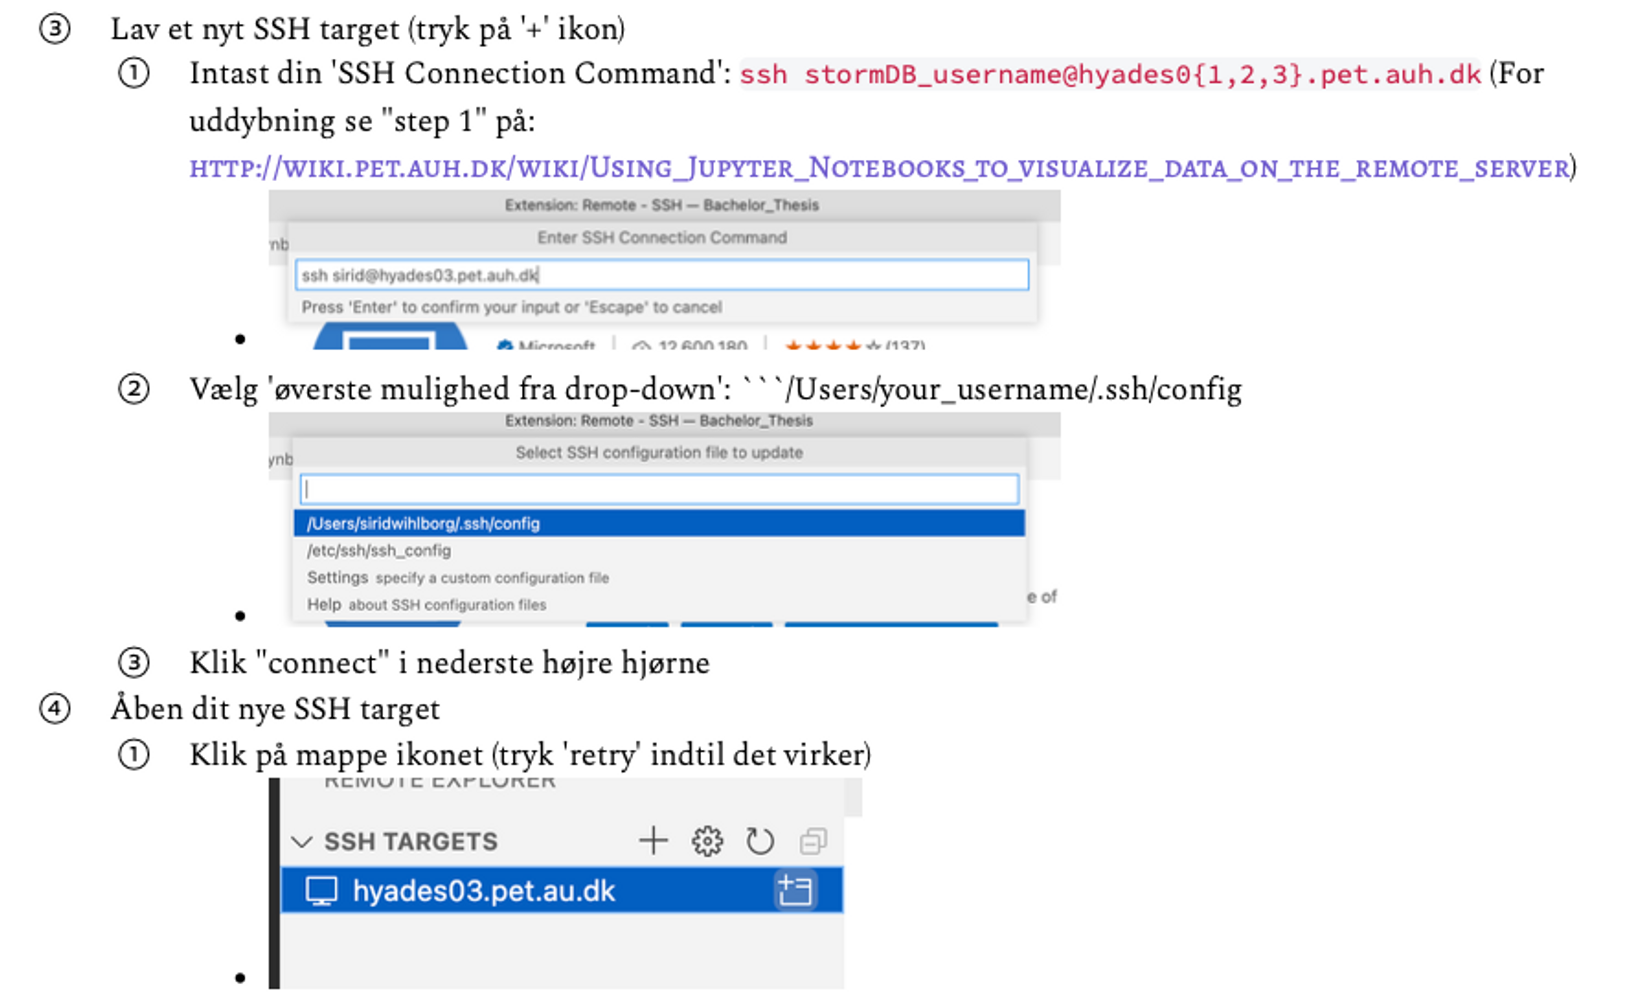 ③ Lav et nyt SSH target (tryk på '+' ikon)
① Intast din 'SSH Connection Command': ssh stormDB_username@hyades0{1,2,3}.pet.auh.dk (For
uddybning se "step 1" på:
HTTP://WIKI.PET.AUH.DK/WIKI/USING_JUPYTER_NOTEBOOKS_TO_VISUALIZE_DATA_ON_THE_REMOTE_SERVER)
Extension: Remote - SSH — Bachelor_Thesis
Enter SSH Connection Command
ynb
ssh sirid@hyades03.pet.auh.dk
Press 'Enter' to confirm your input or 'Escape' to cancel
Microsoft | 12,600,180 | ★★★★☆ (137)
② Vælg 'øverste mulighed fra drop-down': ```/Users/your_username/.ssh/config
Extension: Remote - SSH — Bachelor_Thesis
Select SSH configuration file to update
ynb
/Users/siridwihlborg/.ssh/config
/etc/ssh/ssh_config
Settings specify a custom configuration file
Help about SSH configuration files
e of
③ Klik "connect" i nederste højre hjørne
④ Åben dit nye SSH target
① Klik på mappe ikonet (tryk 'retry' indtil det virker)
REMOTE EXPLORER
SSH TARGETS
hyades03.pet.au.dk